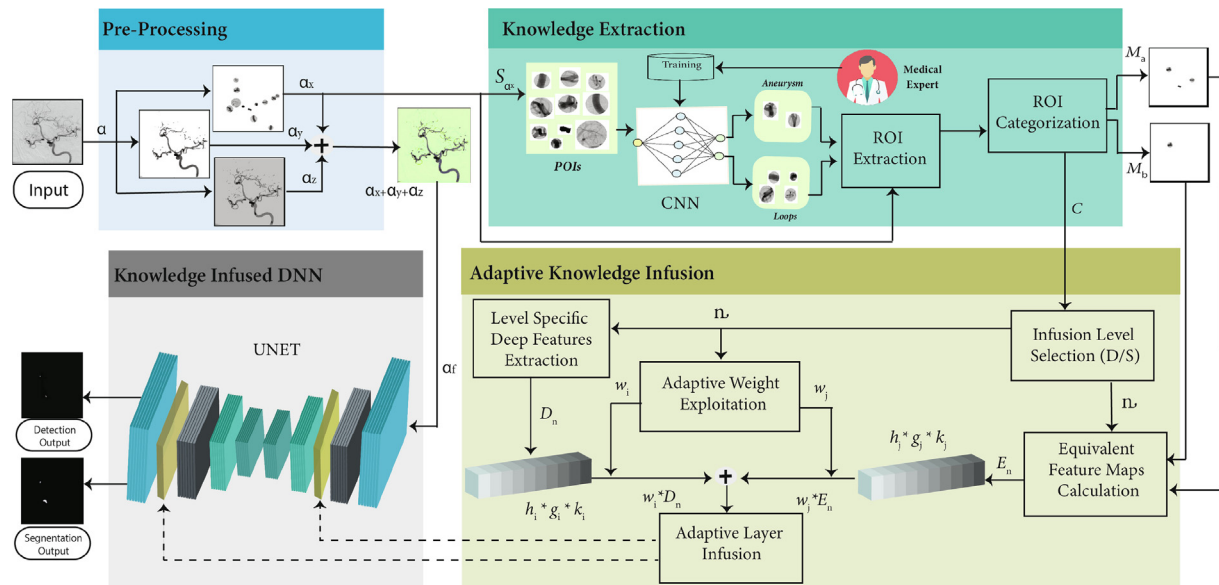 Pre-Processing
Knowledge Extraction
Input
α
αx
αy
αz
αx+αy+αz
Sαx
POIs
Training
CNN
Aneurysm
Loops
Medical
Expert
ROI
Extraction
ROI
Categorization
Ma
Mb
C
Knowledge Infused DNN
UNET
αf
Detection
Output
Segnentation
Output
Adaptive Knowledge Infusion
Level Specific
Deep Features
Extraction
n
Infusion Level
Selection (D/S)
wi
Adaptive Weight
Exploitation
wj
Dn
n
hj* gj* kj
En
Equivalent
Feature Maps
Calculation
hi* gi* ki
wi*Dn
wj*En
Adaptive Layer
Infusion